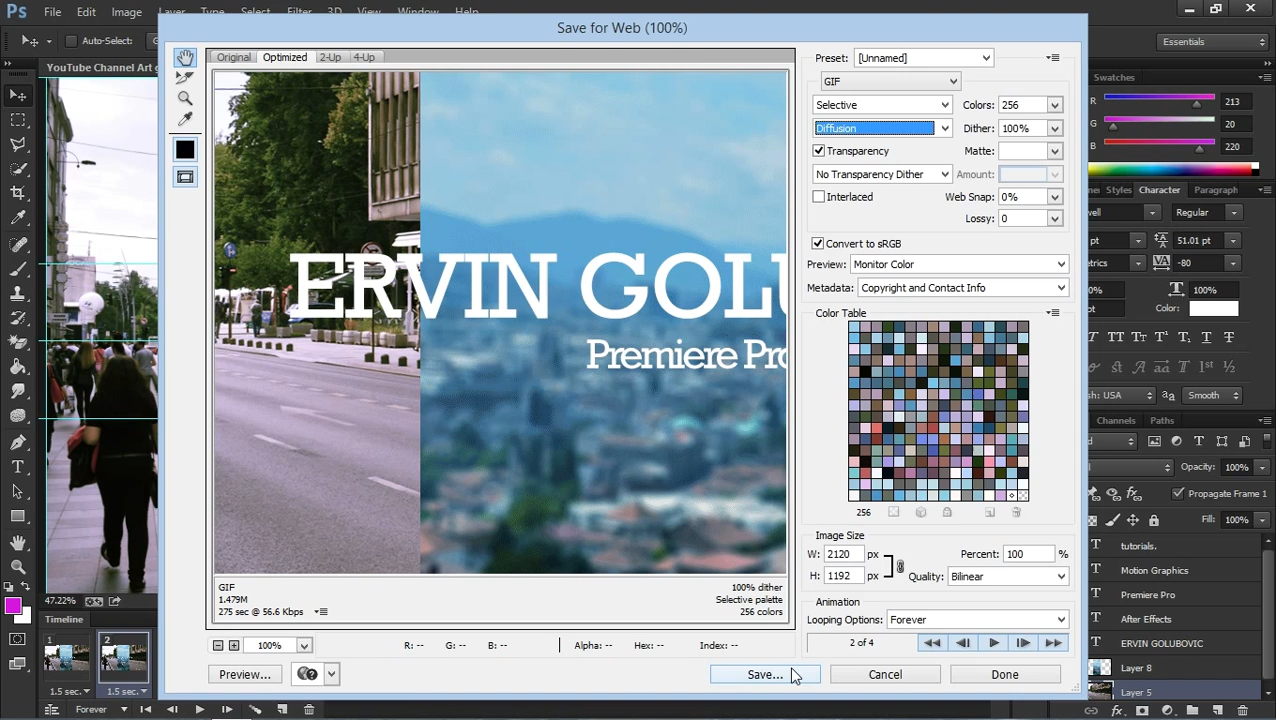 Ps File Edit Image Layer Type Select Filter 3D View Window Help
Save for Web (100%)
Auto-Select:
Essentials
YouTube Channel Art
Original Optimized 2-Up 4-Up
Preset: [Unnamed]
GIF
Selective Colors: 256
Diffusion Dither: 100%
Transparency Matte:
No Transparency Dither Amount:
Interlaced Web Snap: 0%
Lossy: 0
Convert to sRGB
Preview: Monitor Color
Metadata: Copyright and Contact Info
Color Table
256
Image Size
W: 2120 px Percent: 100 %
H: 1192 px Quality: Bilinear
Animation
Looping Options: Forever
2 of 4
ERVIN GOLU
Premiere Pro
GIF
1.479M
275 sec @ 56.6 Kbps
100% dither
Selective palette
256 colors
100% R: -- G: -- B: -- Alpha: -- Hex: -- Index: --
Preview... Save... Cancel Done
Swatches
R 213
G 20
B 220
Styles Character Paragraph
Regular
pt 51.01 pt
etrics -80
100%
Color:
: USA Smooth
Channels Paths
Opacity: 100%
Propagate Frame 1
Fill: 100%
tutorials.
Motion Graphics
Premiere Pro
After Effects
ERVIN GOLUBOVIC
Layer 8
Layer 5
47.22%
Timeline
1 2
1.5 sec. 1.5 sec.
Forever